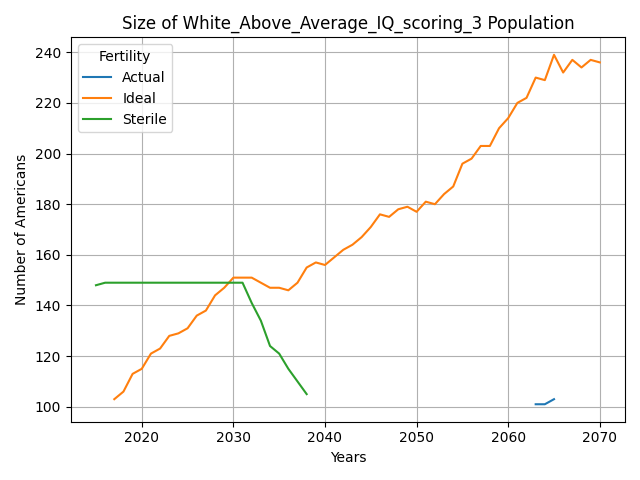 Size of White_Above_Average_IQ_scoring_3 Population
Fertility
Actual
Ideal
Sterile
Number of Americans
240
220
200
180
160
140
120
100
2020 2030 2040 2050 2060 2070
Years